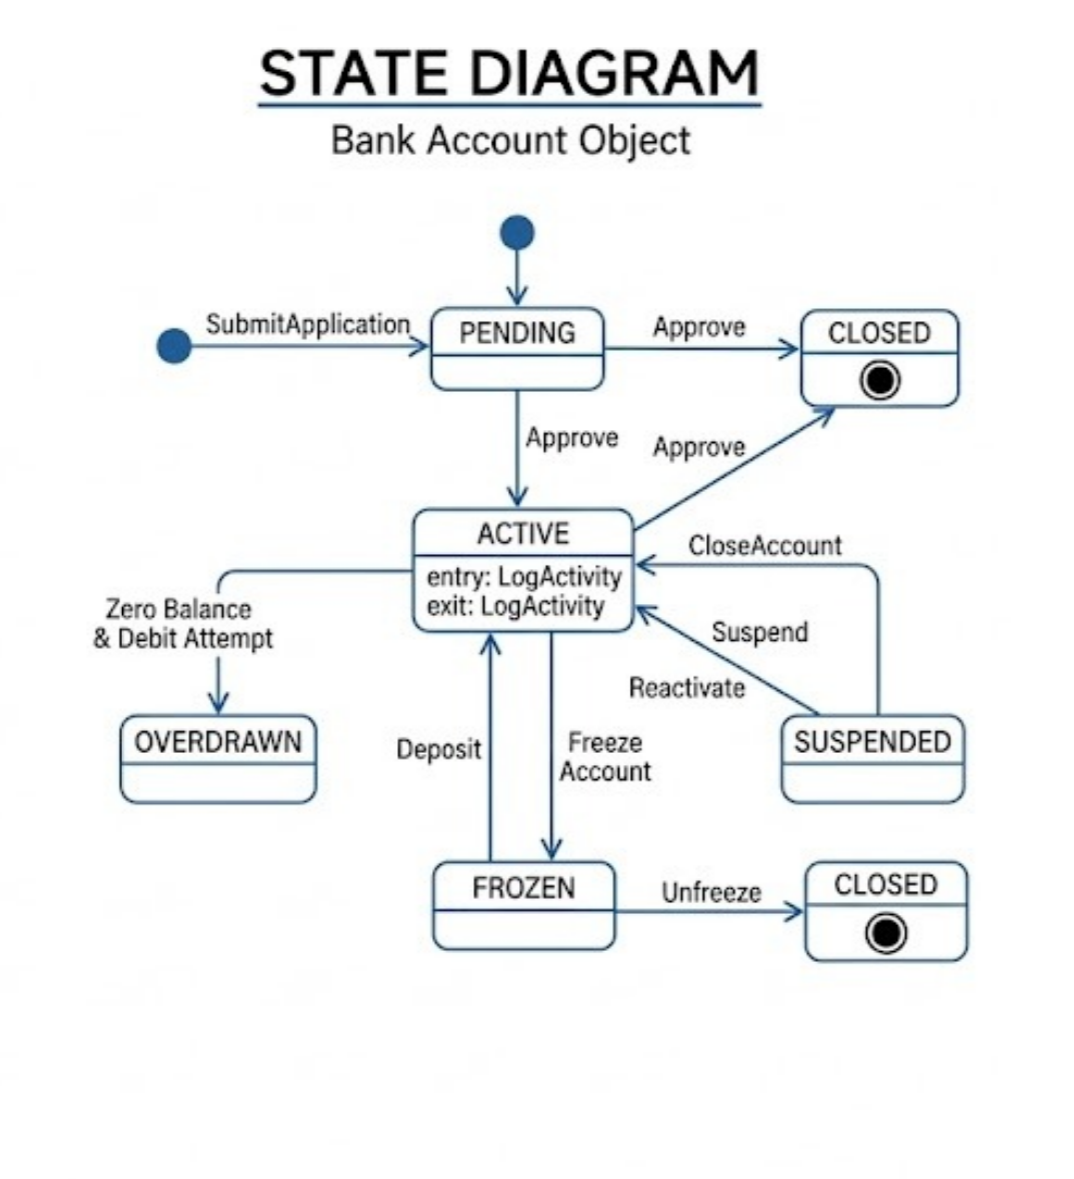 STATE DIAGRAM
Bank Account Object
SubmitApplication
PENDING
Approve
CLOSED
Approve
Approve
ACTIVE
entry: LogActivity
exit: LogActivity
CloseAccount
Zero Balance
& Debit Attempt
Suspend
Reactivate
OVERDRAWN
Deposit
Freeze
Account
SUSPENDED
FROZEN
Unfreeze
CLOSED